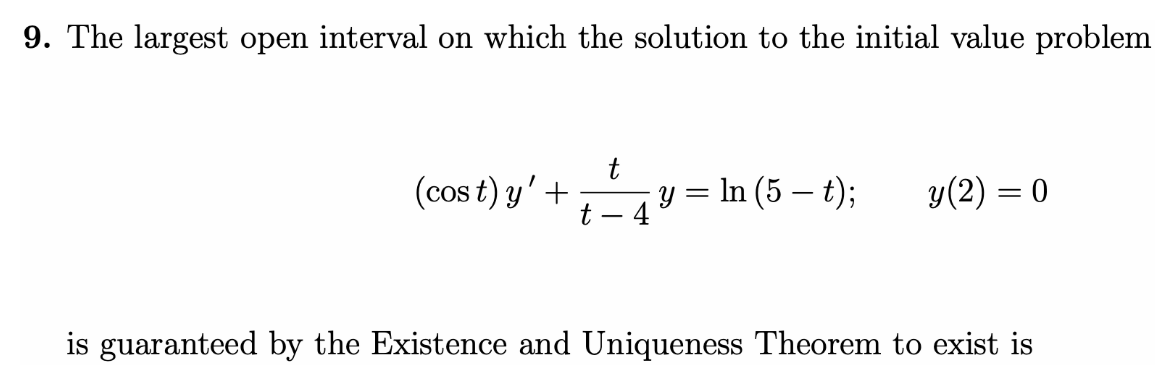 9. The largest open interval on which the solution to the initial value problem
(cos t) y′ + t/(t − 4) y = ln (5 − t); y(2) = 0
is guaranteed by the Existence and Uniqueness Theorem to exist is